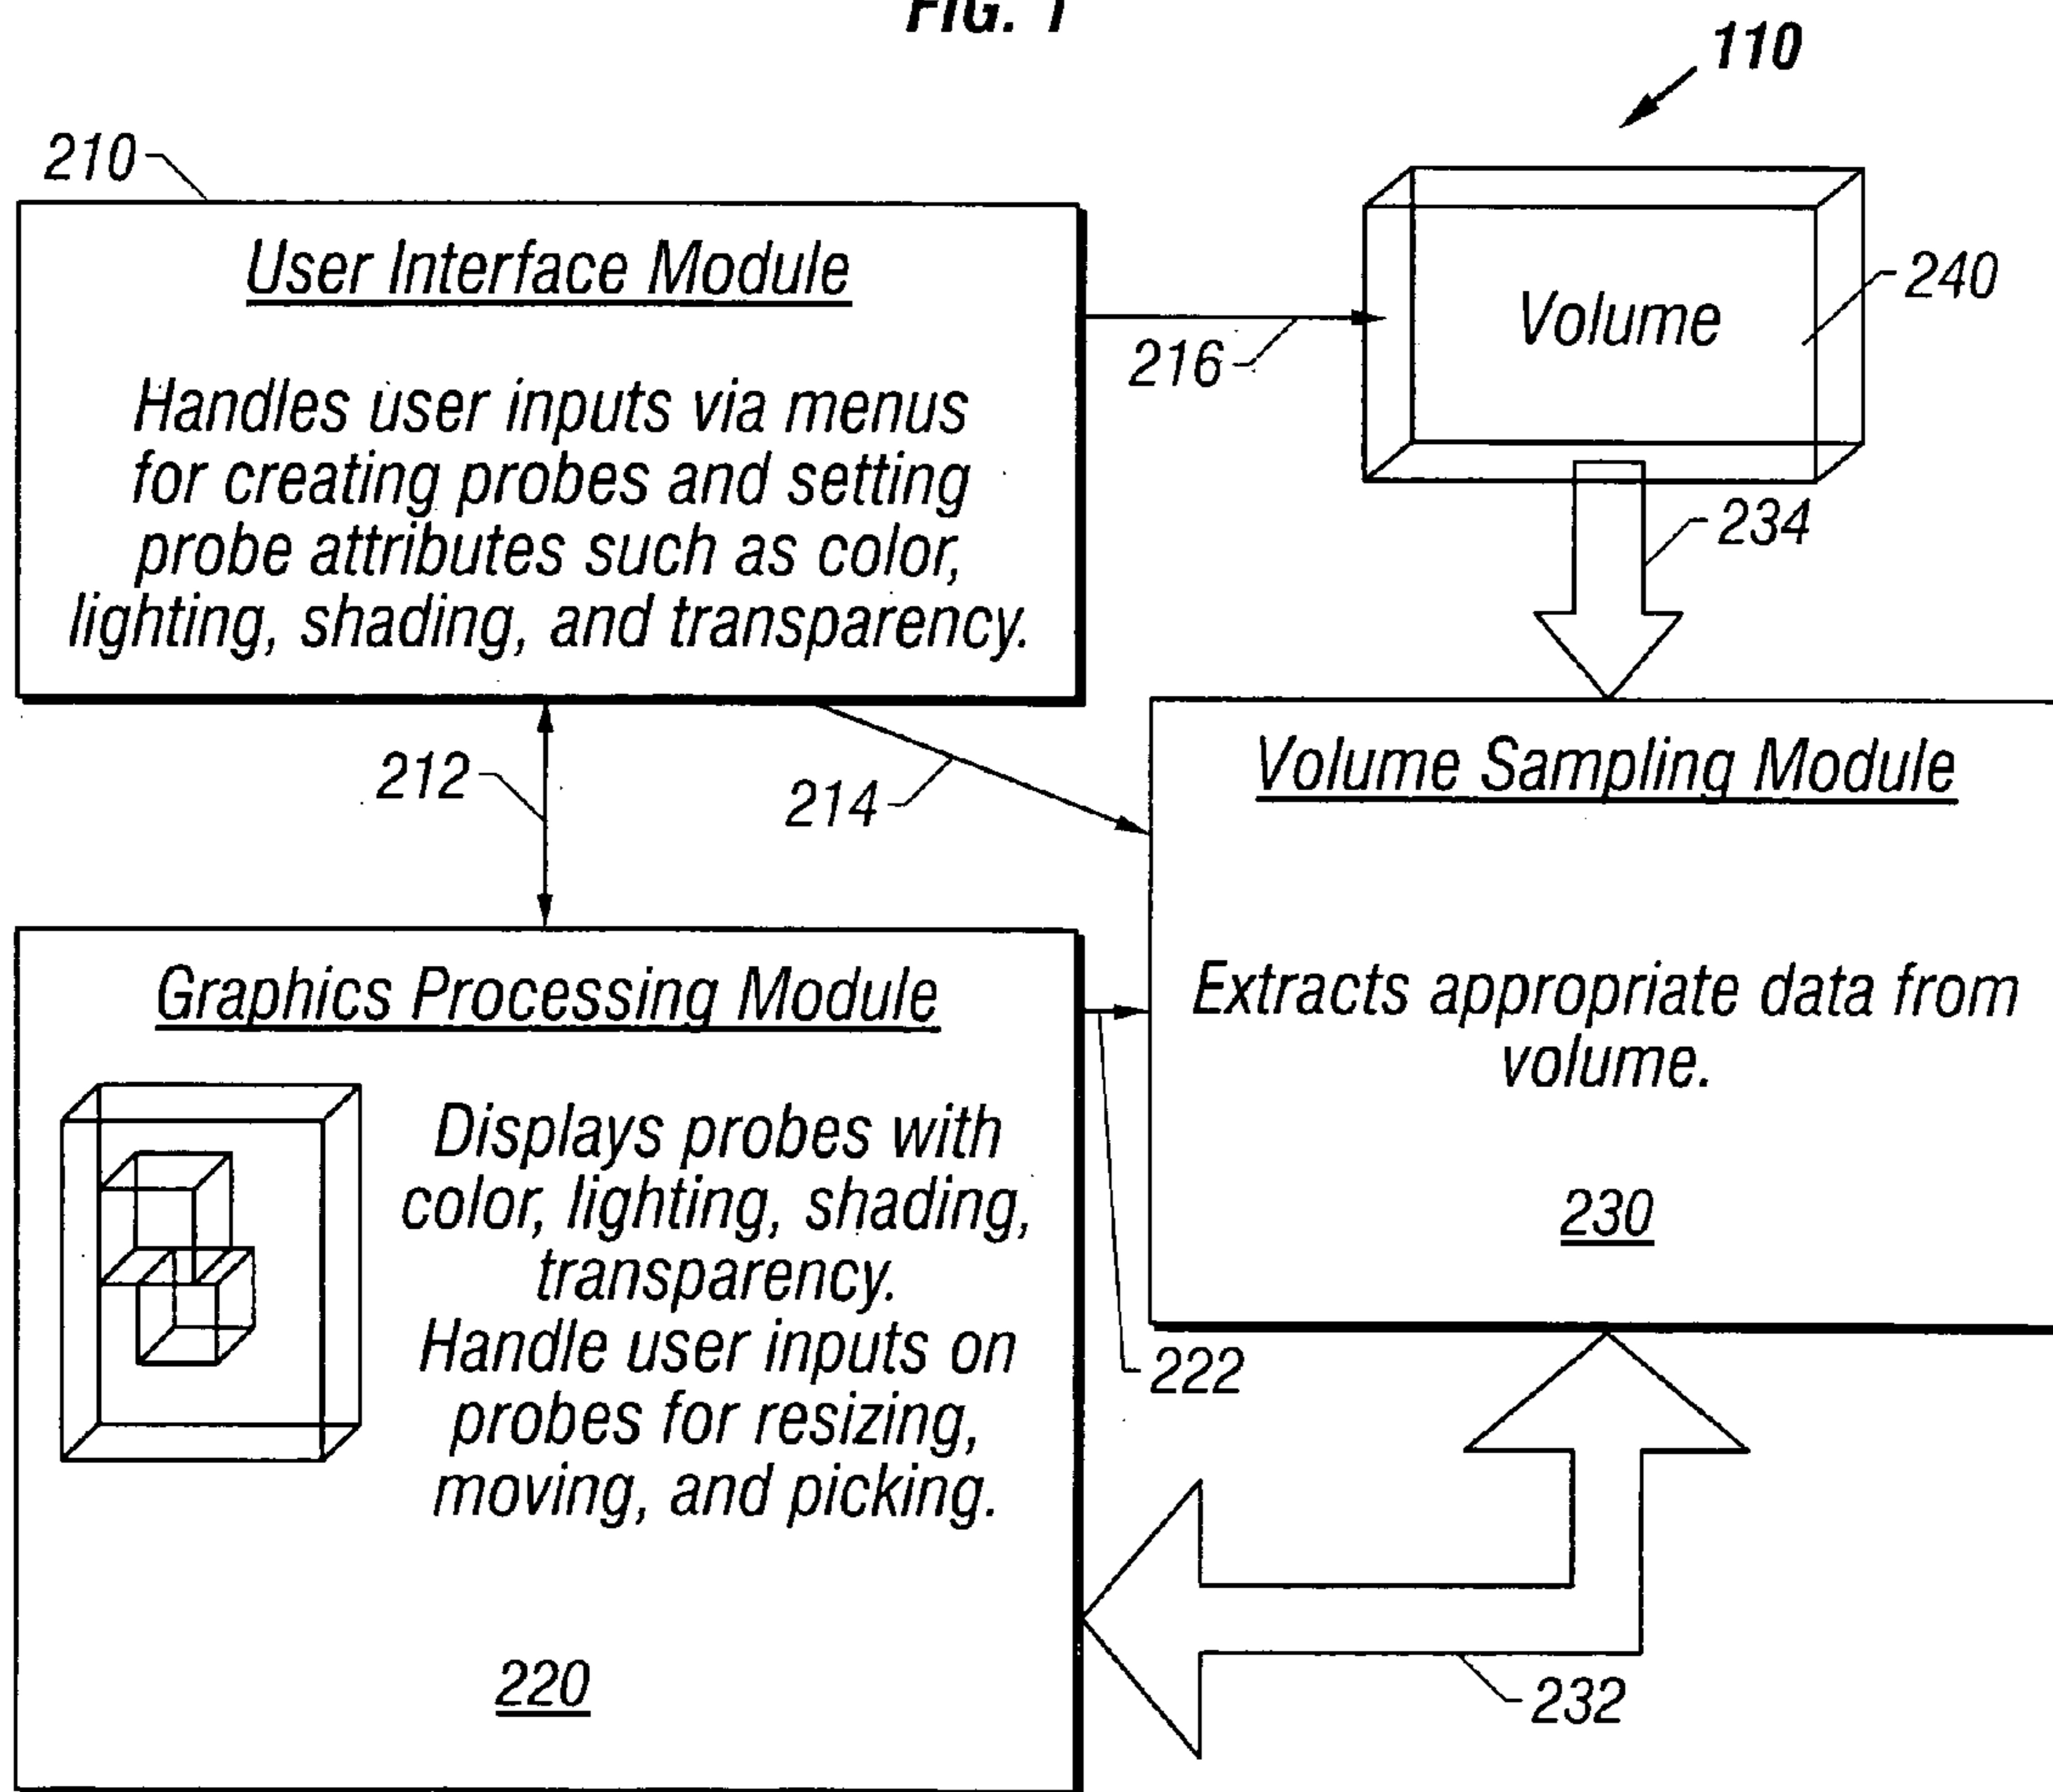 FIG. 1
110
210
User Interface Module
Handles user inputs via menus
for creating probes and setting
probe attributes such as color,
lighting, shading, and transparency.
216
Volume
240
234
212
214
Volume Sampling Module
Extracts appropriate data from
volume.
230
Graphics Processing Module
Displays probes with
color, lighting, shading,
transparency.
Handle user inputs on
probes for resizing,
moving, and picking.
220
222
232